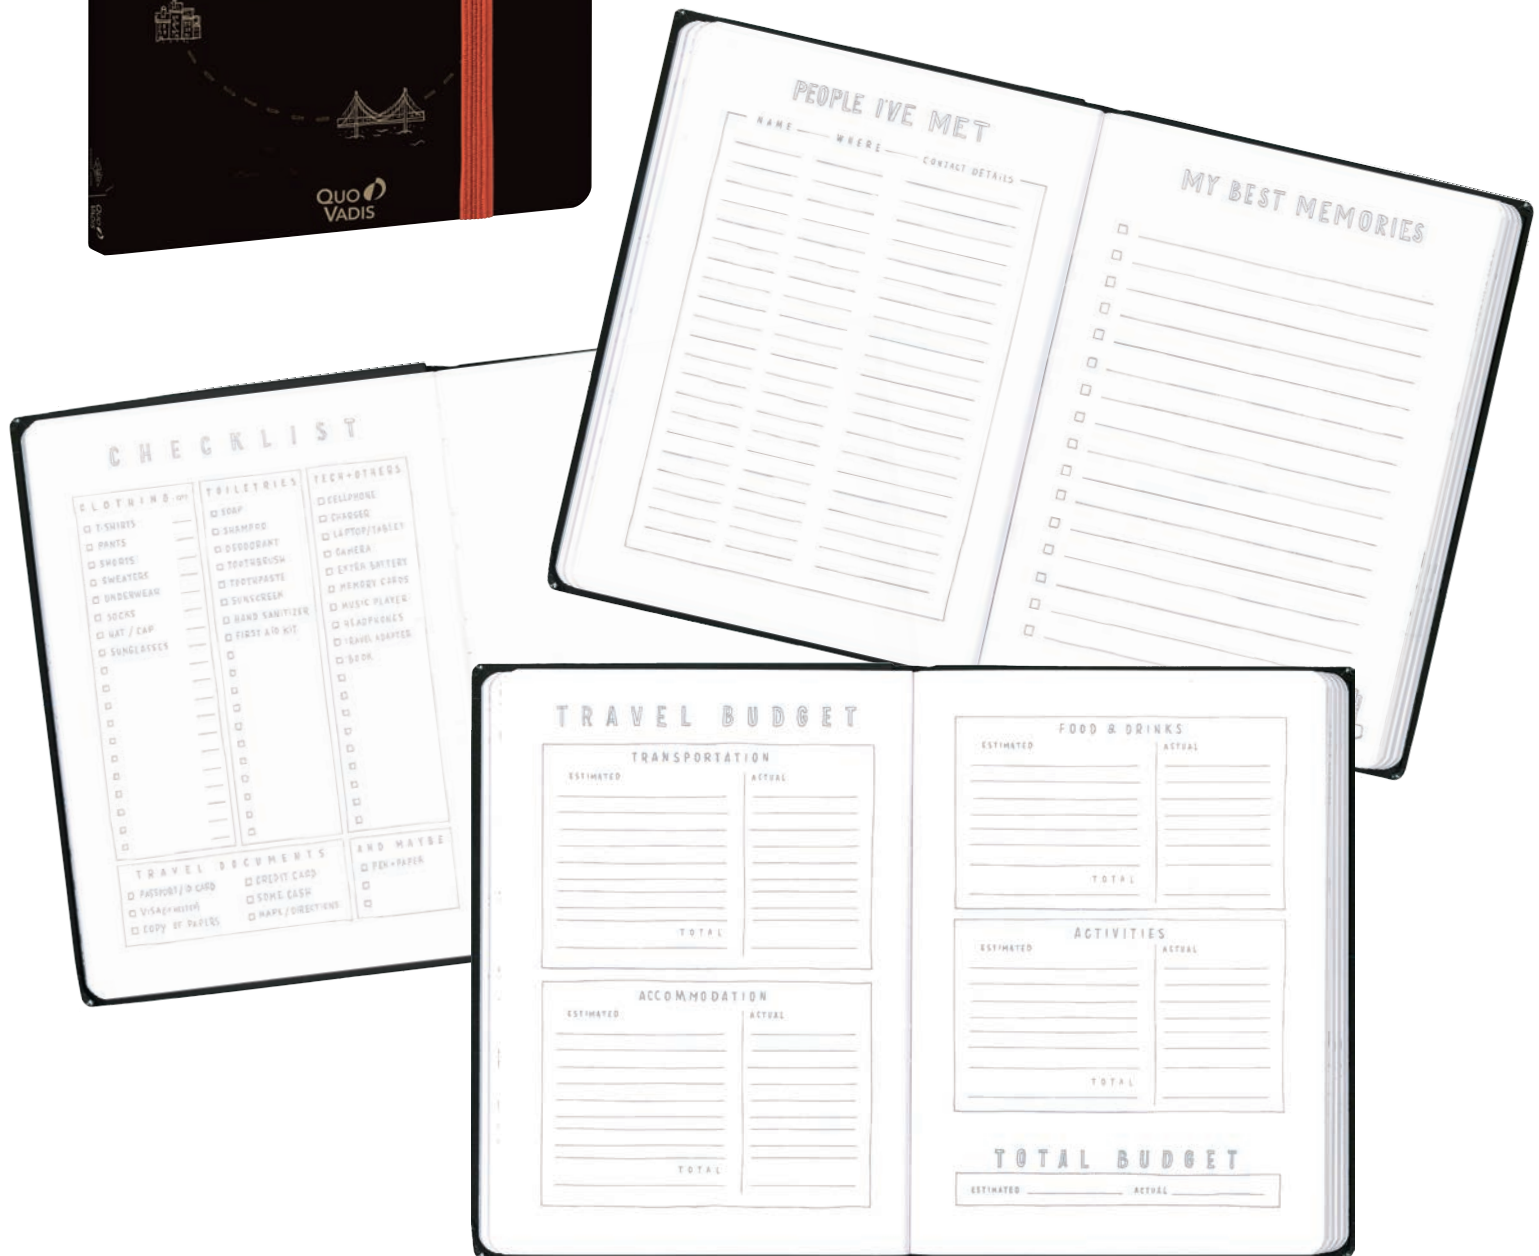 QUO
VADIS
PEOPLE I'VE MET
NAME WHERE CONTACT DETAILS
MY BEST MEMORIES
CHECKLIST
CLOTHING
T-SHIRTS
PANTS
SHORTS
SWEATERS
UNDERWEAR
SOCKS
HAT / CAP
SUNGLASSES
TOILETRIES
SOAP
SHAMPOO
DEODORANT
TOOTHBRUSH
TOOTHPASTE
SUNSCREEN
HAND SANITIZER
FIRST AID KIT
TECH + OTHERS
CELLPHONE
CHARGER
LAPTOP/TABLET
CAMERA
EXTRA BATTERY
MEMORY CARDS
MUSIC PLAYER
HEADPHONES
TRAVEL ADAPTER
BOOK
TRAVEL DOCUMENTS
PASSPORT/ID CARD
VISA (IF NEEDED)
COPY OF PAPERS
CREDIT CARD
SOME CASH
MAPS/DIRECTIONS
AND MAYBE
PEN + PAPER
TRAVEL BUDGET
TRANSPORTATION
ESTIMATED ACTUAL
TOTAL
ACCOMMODATION
ESTIMATED ACTUAL
TOTAL
FOOD & DRINKS
ESTIMATED ACTUAL
TOTAL
ACTIVITIES
ESTIMATED ACTUAL
TOTAL
TOTAL BUDGET
ESTIMATED ACTUAL